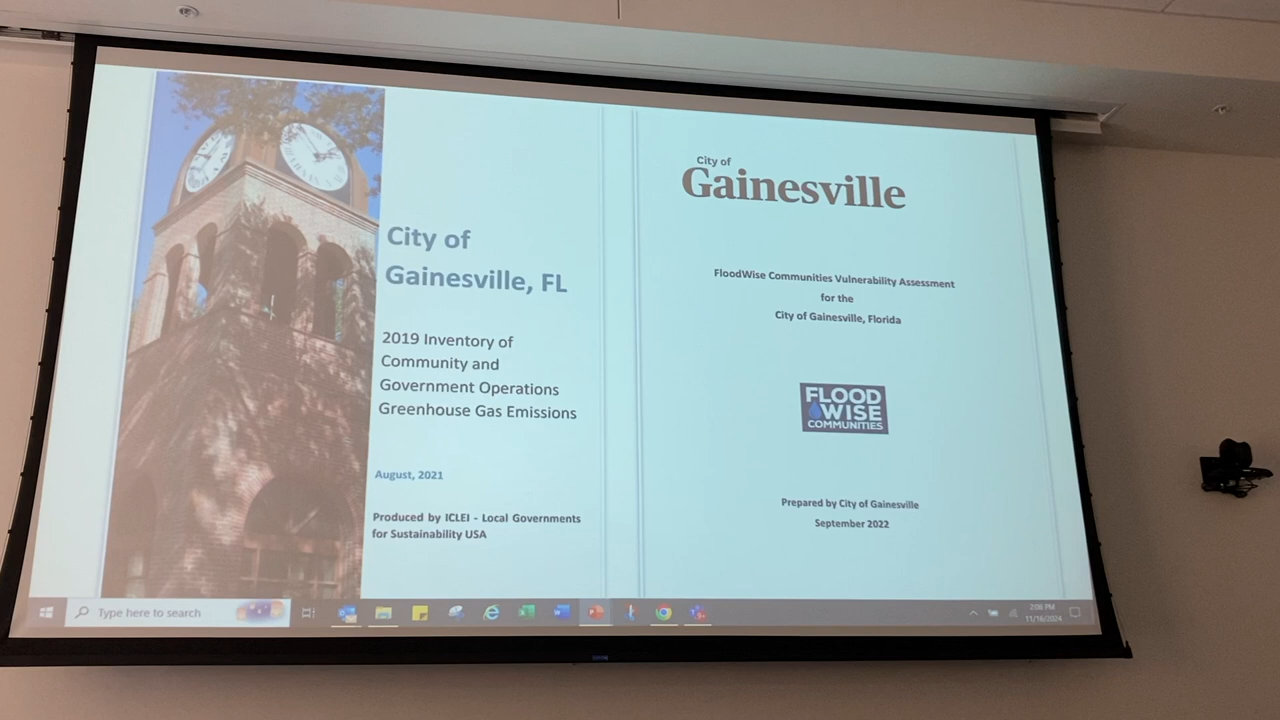 City of
Gainesville, FL
2019 Inventory of
Community and
Government Operations
Greenhouse Gas Emissions
August, 2021
Produced by ICLEI - Local Governments
for Sustainability USA
City of
Gainesville
FloodWise Communities Vulnerability Assessment
for the
City of Gainesville, Florida
FLOOD
WISE
COMMUNITIES
Prepared by City of Gainesville
September 2022
Type here to search
2:08 PM
11/16/2024